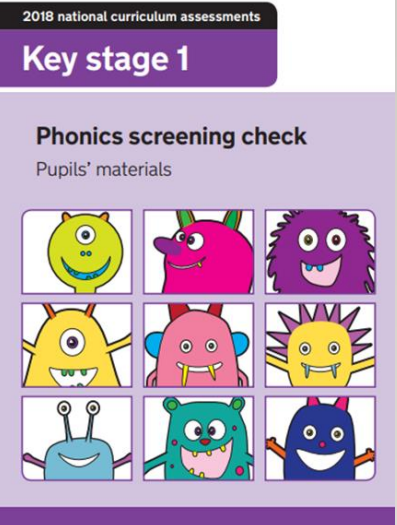 2018 national curriculum assessments
Key stage 1
Phonics screening check
Pupils’ materials